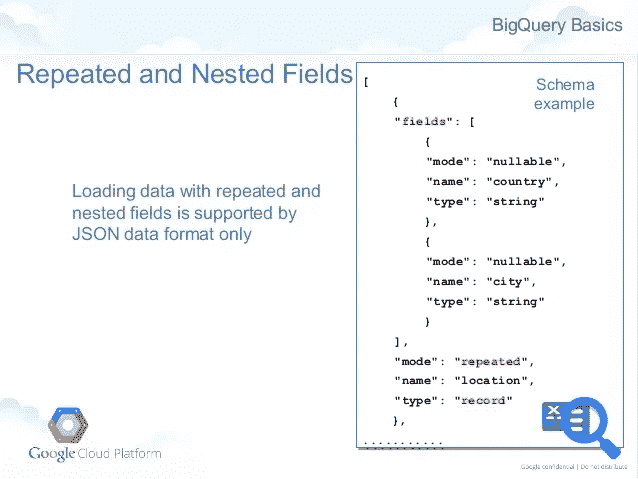 BigQuery Basics
Repeated and Nested Fields
Loading data with repeated and
nested fields is supported by
JSON data format only
Schema
example
[
{
"fields": [
{
"mode": "nullable",
"name": "country",
"type": "string"
},
{
"mode": "nullable",
"name": "city",
"type": "string"
}
],
"mode": "repeated",
"name": "location",
"type": "record"
},
...........
Google Cloud Platform
Google confidential | Do not distribute